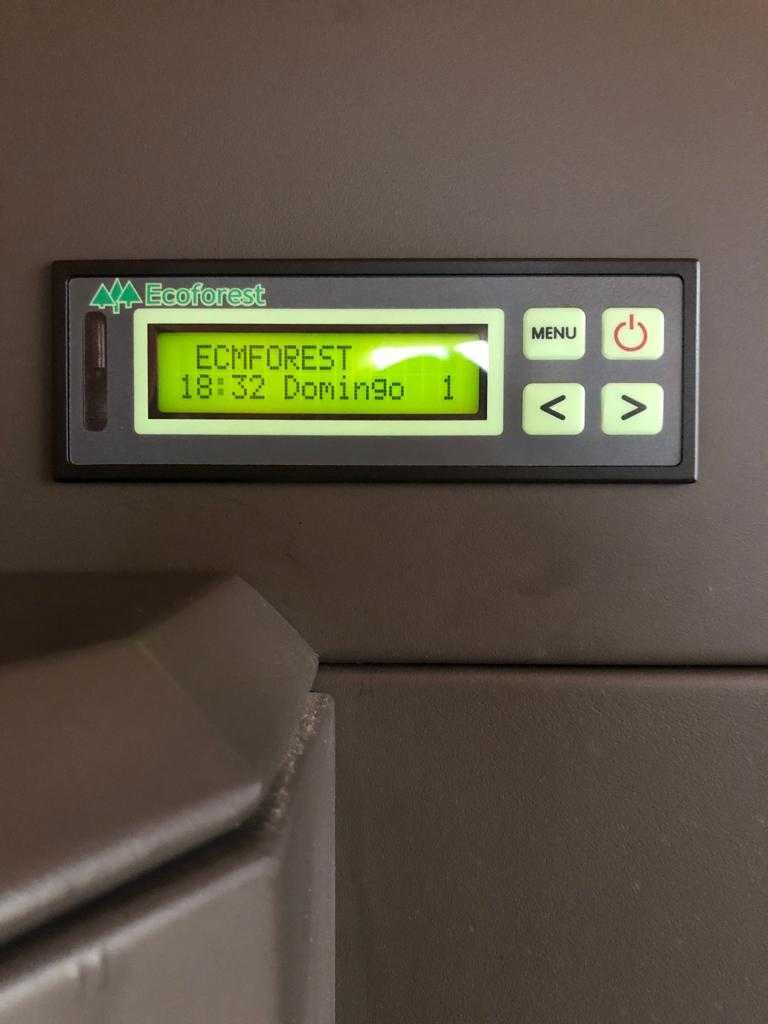 Ecoforest
ECMFOREST
18:32 Domingo 1
MENU
< >